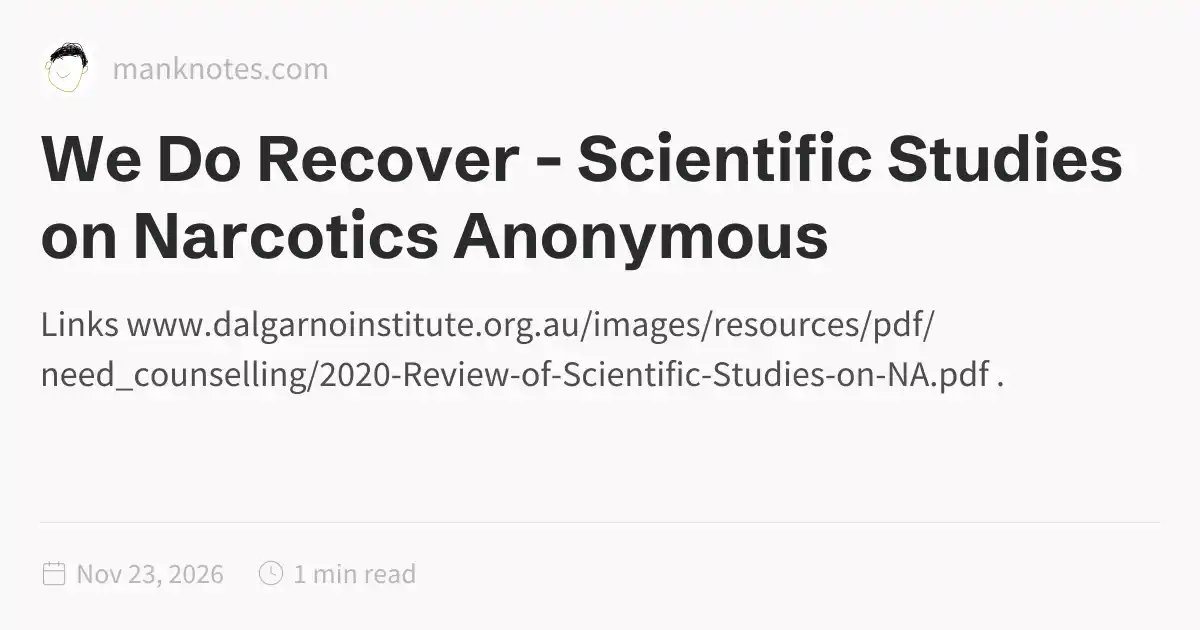 manknotes.com
We Do Recover - Scientific Studies
on Narcotics Anonymous
Links www.dalgarnoinstitute.org.au/images/resources/pdf/
need_counselling/2020-Review-of-Scientific-Studies-on-NA.pdf .
Nov 23, 2026 1 min read